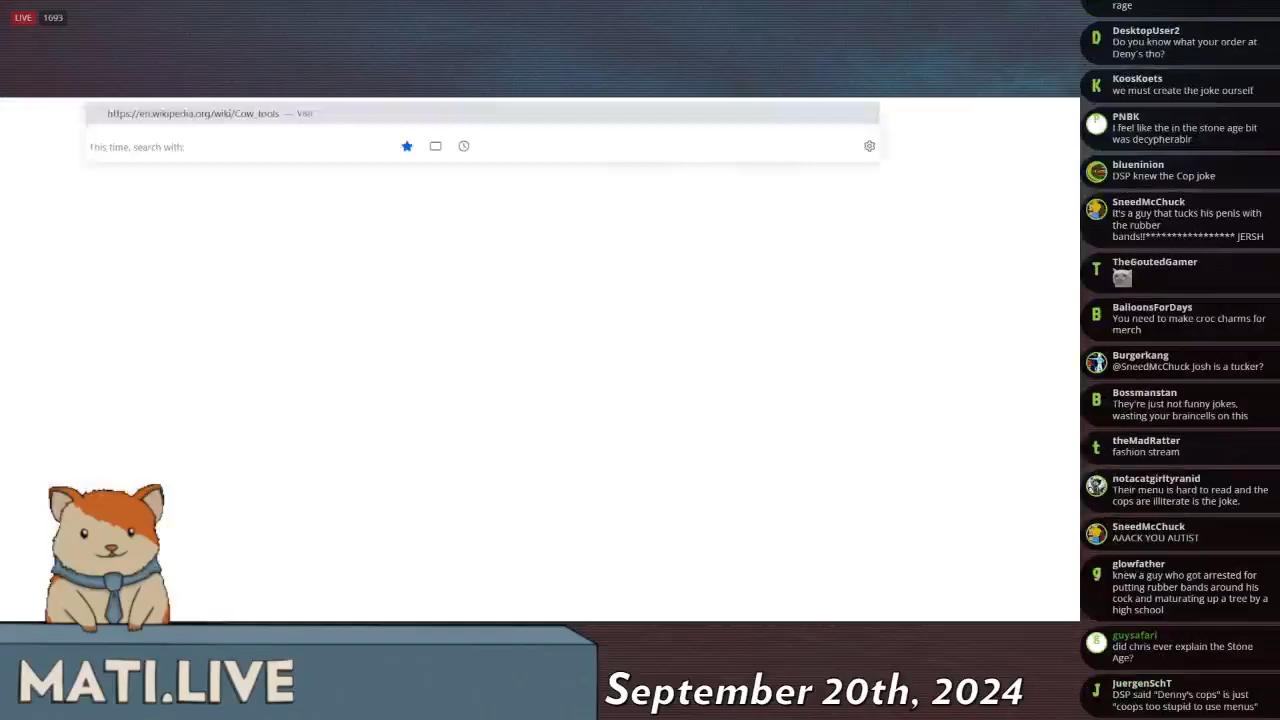 LIVE 1693
https://en.wikipedia.org/wiki/Cow_tools — Visit
This time, search with:
MATI.LIVE
September 20th, 2024
rage
D
DesktopUser2
Do you know what your order at
Deny´s tho?
K
KoosKoets
we must create the joke ourself
P
PNBK
I feel like the in the stone age bit
was decypherablr
blueninion
DSP knew the Cop joke
SneedMcChuck
It's a guy that tucks his penis with
the rubber
bands!!***************** JERSH
T
TheGoutedGamer
B
BalloonsForDays
You need to make croc charms for
merch
Burgerkang
@SneedMcChuck Josh is a tucker?
B
Bossmanstan
They're just not funny jokes,
wasting your braincells on this
t
theMadRatter
fashion stream
notacatgirltyranid
Their menu is hard to read and the
cops are illiterate is the joke.
SneedMcChuck
AAACK YOU AUTIST
g
glowfather
knew a guy who got arrested for
putting rubber bands around his
cock and maturating up a tree by a
high school
g
guysafari
did chris ever explain the Stone
Age?
J
JuergenSchT
DSP said "Denny's cops" is just
"coops too stupid to use menus"